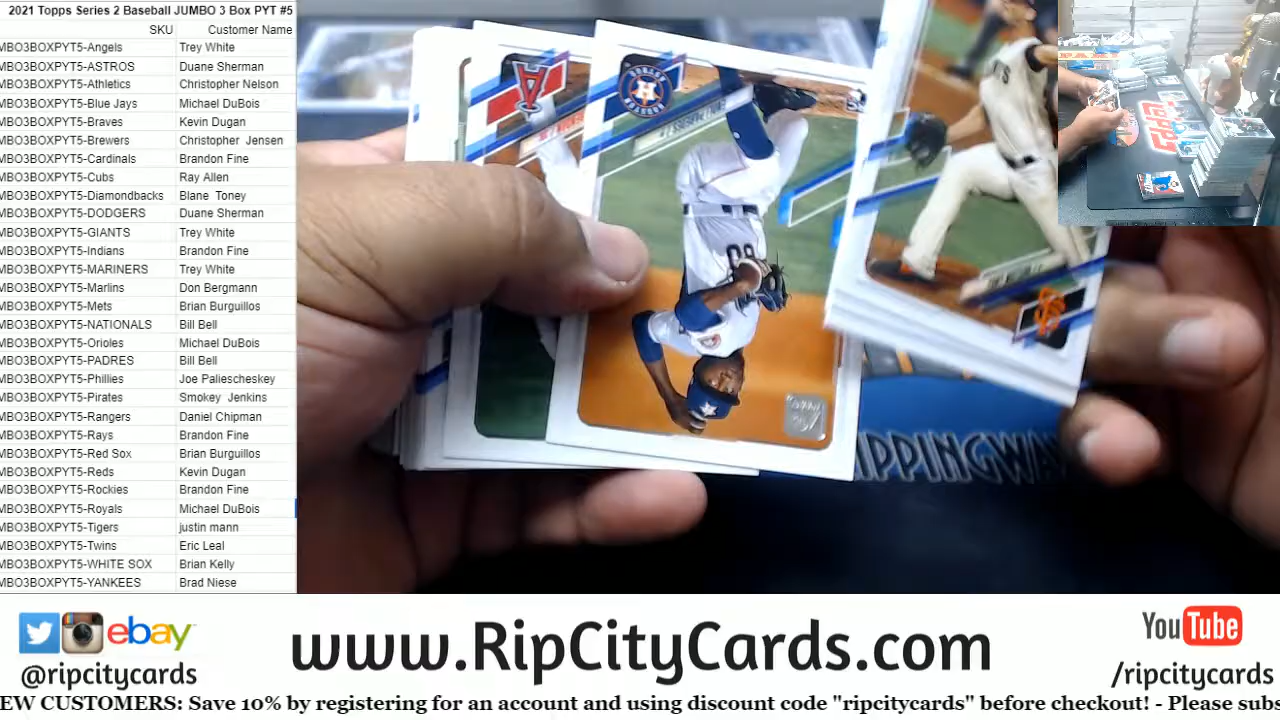 2021 Topps Series 2 Baseball JUMBO 3 Box PYT #5
SKU Customer Name
MBO3BOXPYT5-Angels Trey White
MBO3BOXPYT5-ASTROS Duane Sherman
MBO3BOXPYT5-Athletics Christopher Nelson
MBO3BOXPYT5-Blue Jays Michael DuBois
MBO3BOXPYT5-Braves Kevin Dugan
MBO3BOXPYT5-Brewers Christopher Jensen
MBO3BOXPYT5-Cardinals Brandon Fine
MBO3BOXPYT5-Cubs Ray Allen
MBO3BOXPYT5-Diamondbacks Blane Toney
MBO3BOXPYT5-DODGERS Duane Sherman
MBO3BOXPYT5-GIANTS Trey White
MBO3BOXPYT5-Indians Brandon Fine
MBO3BOXPYT5-MARINERS Trey White
MBO3BOXPYT5-Marlins Don Bergmann
MBO3BOXPYT5-Mets Brian Burguillos
MBO3BOXPYT5-NATIONALS Bill Bell
MBO3BOXPYT5-Orioles Michael DuBois
MBO3BOXPYT5-PADRES Bill Bell
MBO3BOXPYT5-Phillies Joe Paliescheskey
MBO3BOXPYT5-Pirates Smokey Jenkins
MBO3BOXPYT5-Rangers Daniel Chipman
MBO3BOXPYT5-Rays Brandon Fine
MBO3BOXPYT5-Red Sox Brian Burguillos
MBO3BOXPYT5-Reds Kevin Dugan
MBO3BOXPYT5-Rockies Brandon Fine
MBO3BOXPYT5-Royals Michael DuBois
MBO3BOXPYT5-Tigers justin mann
MBO3BOXPYT5-Twins Eric Leal
MBO3BOXPYT5-WHITE SOX Brian Kelly
MBO3BOXPYT5-YANKEES Brad Niese
IPPINGWA
ebay
@ripcitycards
www.RipCityCards.com
YouTube
/ripcitycards
EW CUSTOMERS: Save 10% by registering for an account and using discount code "ripcitycards" before checkout! - Please subs